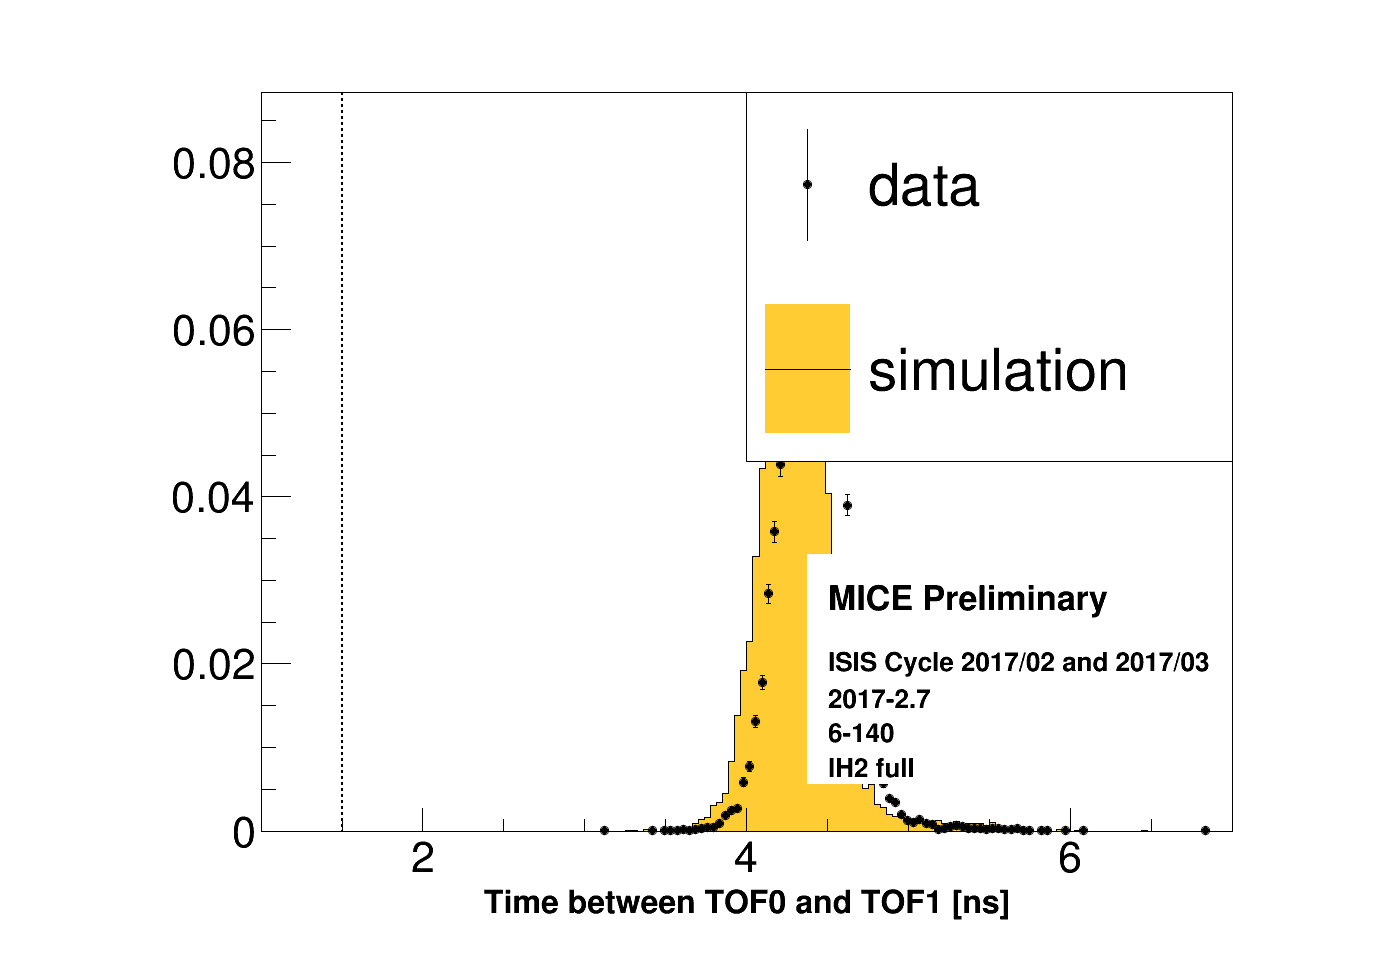 0.08
0.06
0.04
0.02
0
data
simulation
MICE Preliminary
ISIS Cycle 2017/02 and 2017/03
2017-2.7
6-140
IH2 full
2
4
6
Time between TOF0 and TOF1 [ns]